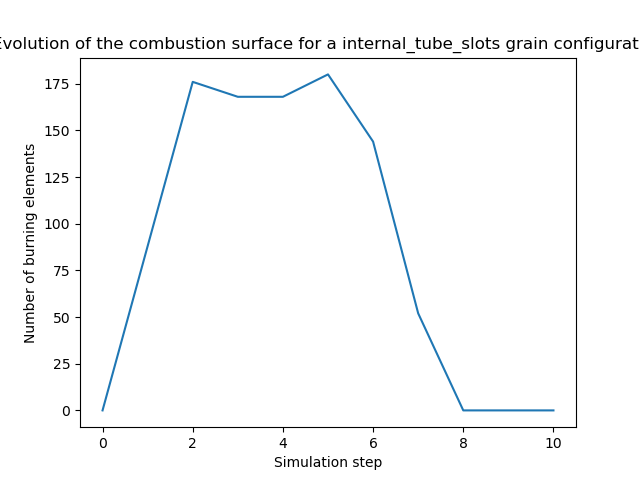 Evolution of the combustion surface for a internal_tube_slots grain configurat
175
150
125
100
75
50
25
0
Number of burning elements
0 2 4 6 8 10
Simulation step